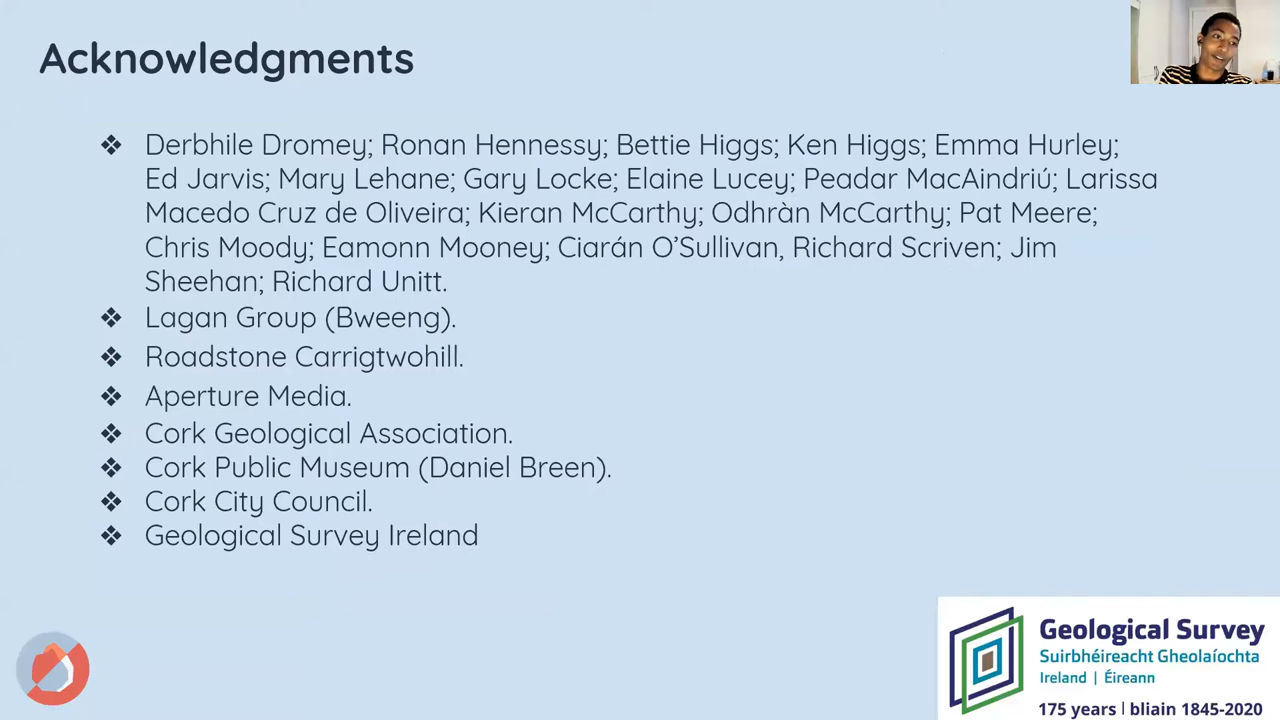 Acknowledgments
❖ Derbhile Dromey; Ronan Hennessy; Bettie Higgs; Ken Higgs; Emma Hurley;
Ed Jarvis; Mary Lehane; Gary Locke; Elaine Lucey; Peadar MacAindriú; Larissa
Macedo Cruz de Oliveira; Kieran McCarthy; Odhràn McCarthy; Pat Meere;
Chris Moody; Eamonn Mooney; Ciarán O’Sullivan, Richard Scriven; Jim
Sheehan; Richard Unitt.
❖ Lagan Group (Bweeng).
❖ Roadstone Carrigtwohill.
❖ Aperture Media.
❖ Cork Geological Association.
❖ Cork Public Museum (Daniel Breen).
❖ Cork City Council.
❖ Geological Survey Ireland
Geological Survey
Suirbhéireacht Gheolaíochta
Ireland | Éireann
175 years | bliain 1845-2020